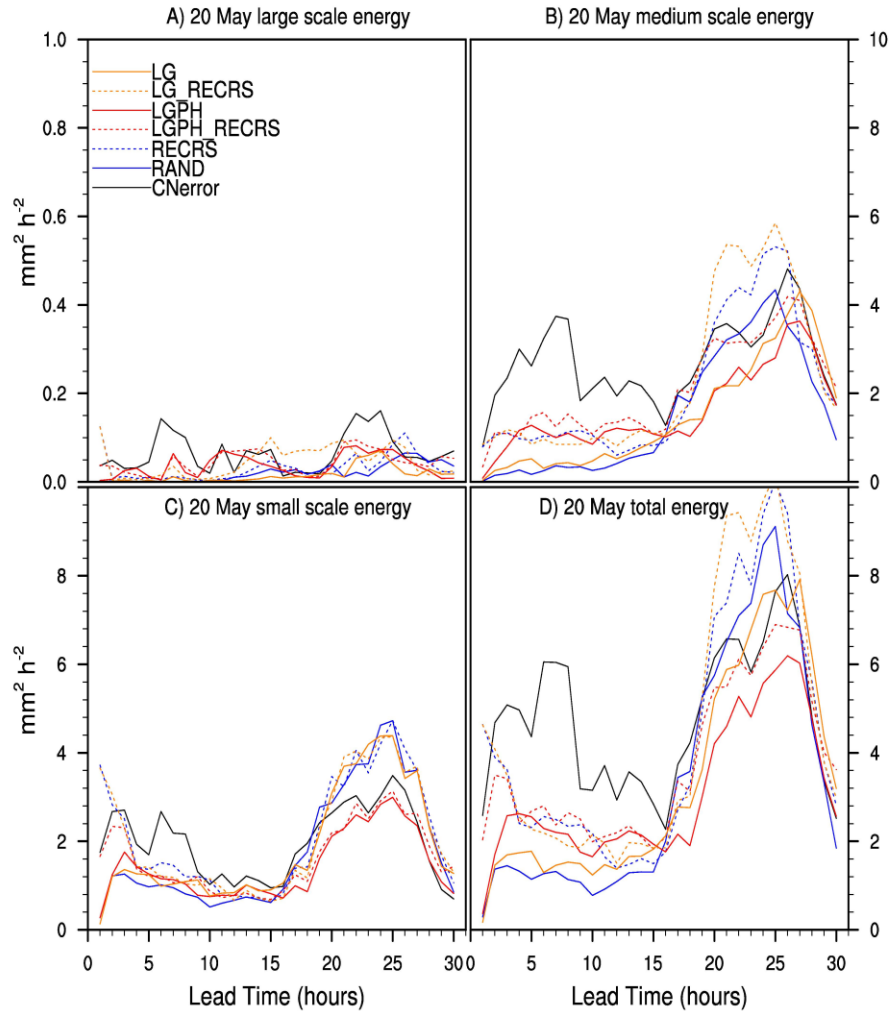 A) 20 May large scale energy
B) 20 May medium scale energy
1.0
0.8
0.6
0.4
0.2
0.0
mm² h⁻²
LG
LG_RECRS
LGPH
LGPH_RECRS
RECRS
RAND
CNerror
10
8
6
4
2
0
C) 20 May small scale energy
D) 20 May total energy
8
6
4
2
0
mm² h⁻²
8
6
4
2
0
0 5 10 15 20 25 30
0 5 10 15 20 25 30
Lead Time (hours)
Lead Time (hours)